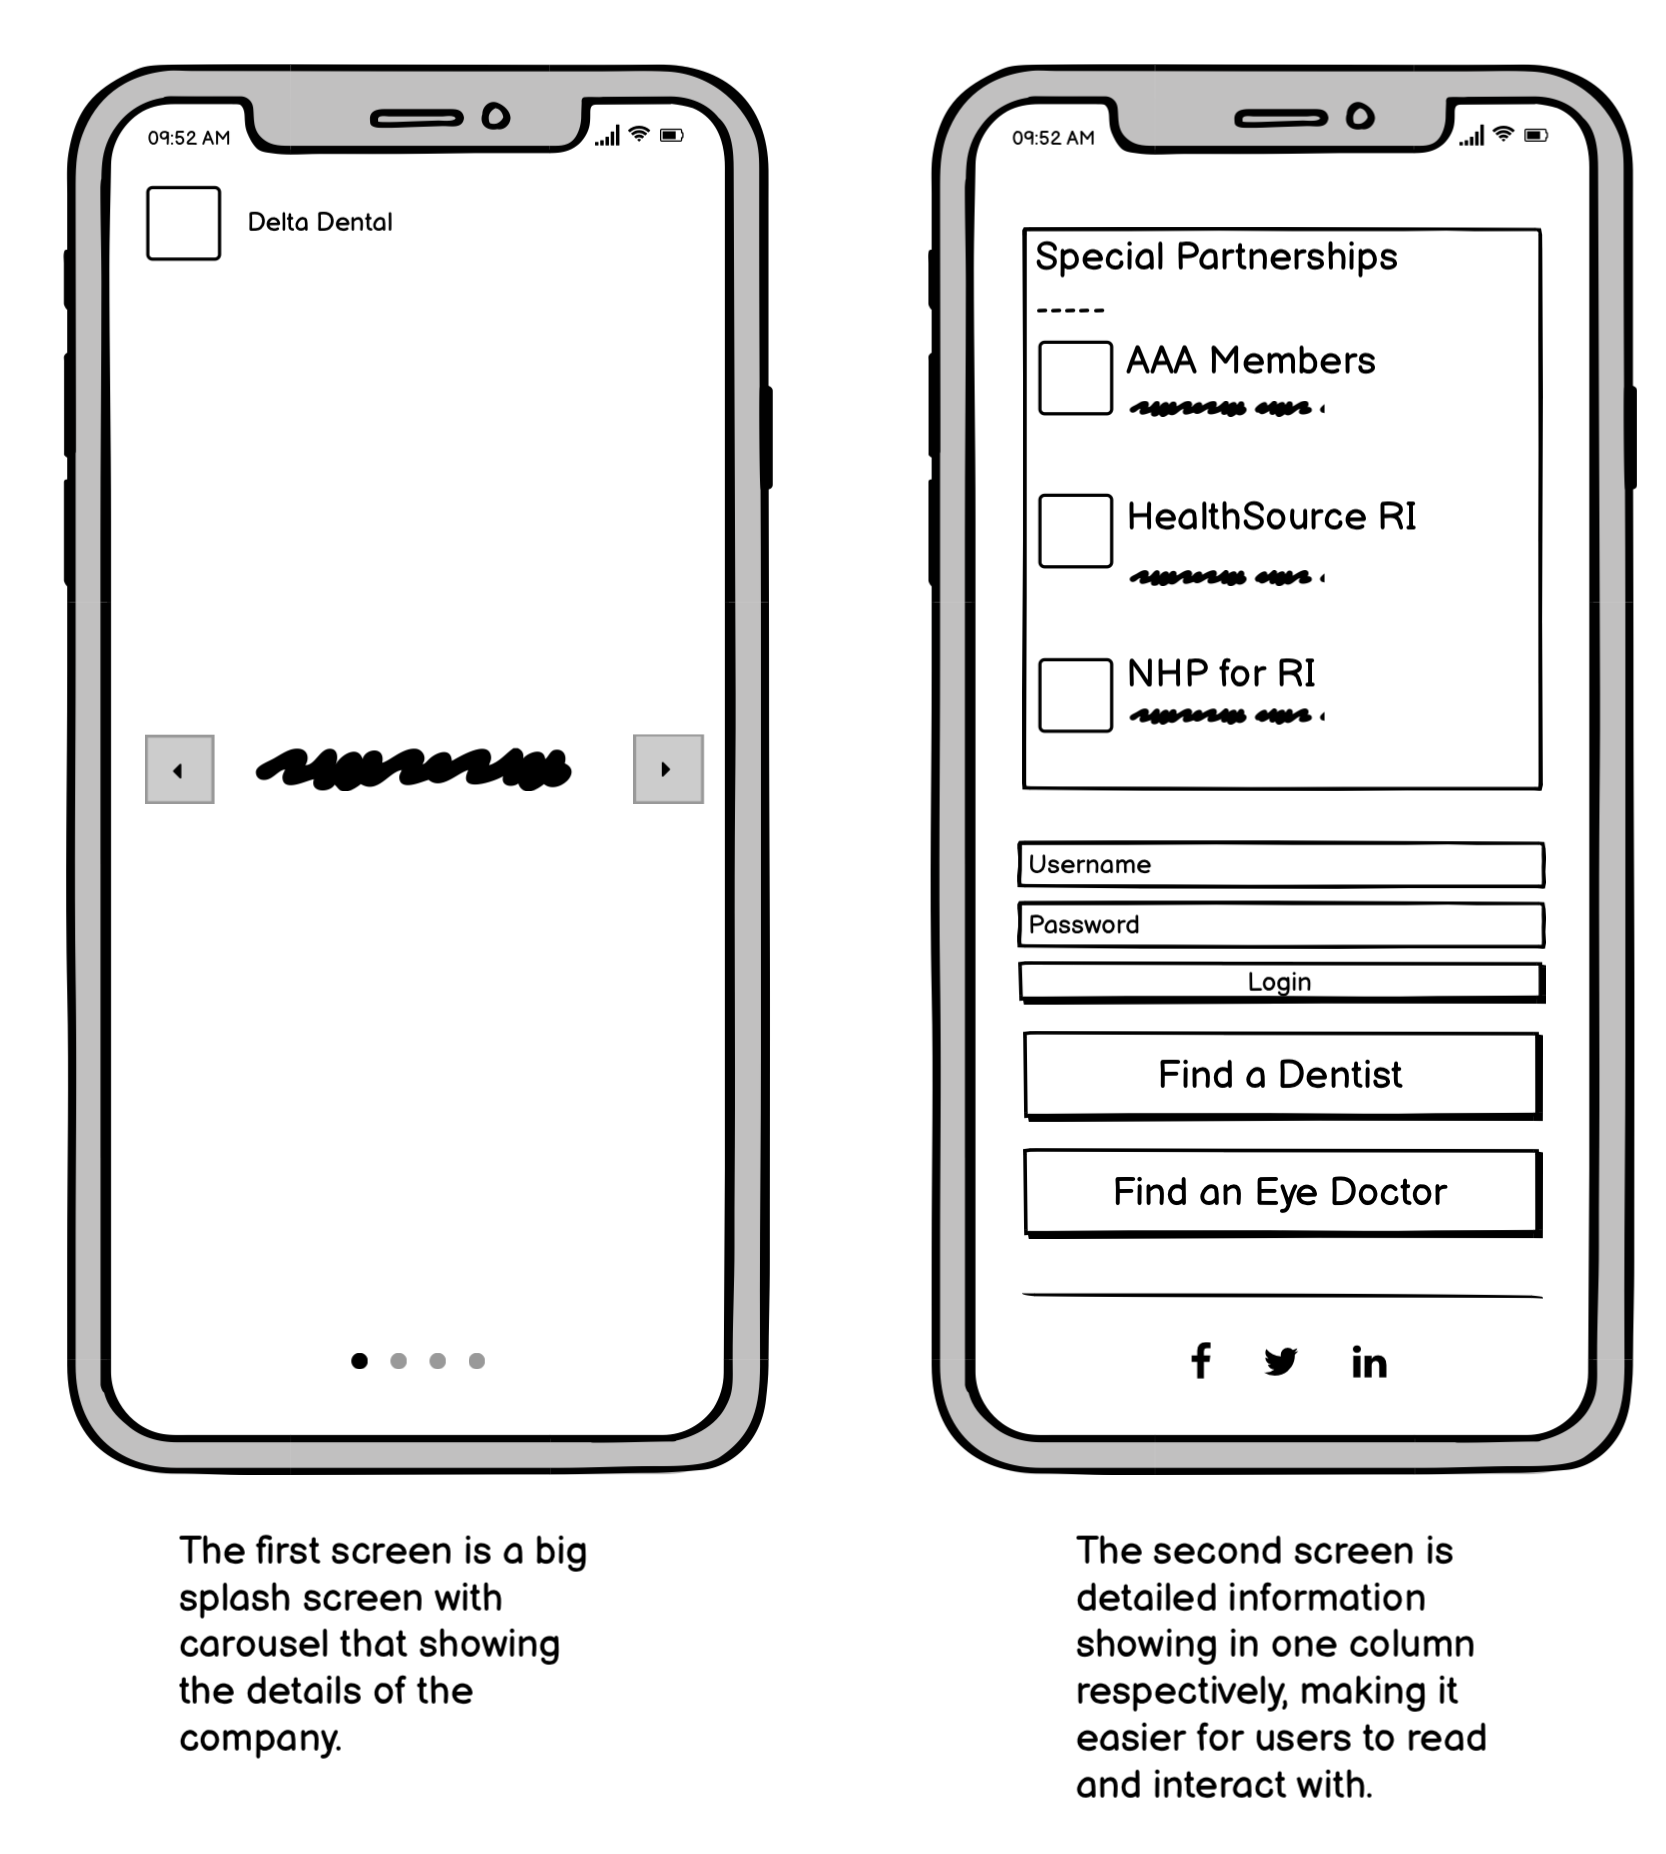 09:52 AM
Delta Dental
The first screen is a big
splash screen with
carousel that showing
the details of the
company.
09:52 AM
Special Partnerships
-----
AAA Members
HealthSource RI
NHP for RI
Username
Password
Login
Find a Dentist
Find an Eye Doctor
The second screen is
detailed information
showing in one column
respectively, making it
easier for users to read
and interact with.